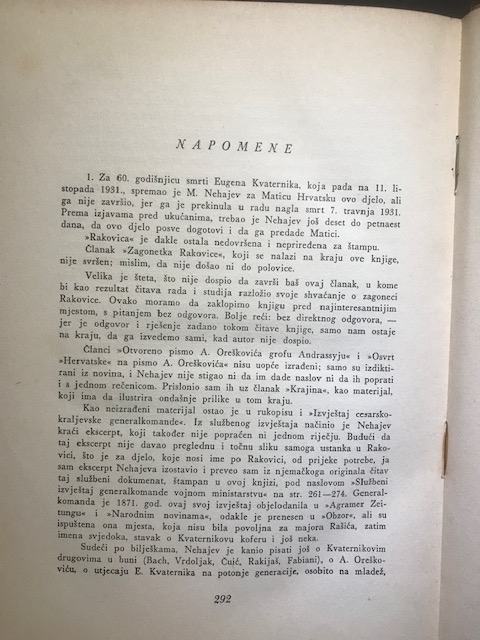 NAPOMENE
1. Za 60. godišnjicu smrti Eugena Kvaternika, koja pada na 11. li-
stopada 1931., spremao je M. Nehajev za Maticu Hrvatsku ovo djelo, ali
ga nije završio, jer ga je prekinula u radu nagla smrt 7. travnja 1931.
Prema izjavama pred ukućanima, trebao je Nehajev još deset do petnaest
dana, da ovo djelo posve dogotovi i da ga preda Matici.
»Rakovica« je dakle ostala nedovršena i nepriređena za štampu.
Članak »Zagonetka Rakovice«, koji se nalazi na kraju ove knjige,
nije svršen; mislim, da nije došao ni do polovice.
Velika je šteta, što nije dospio da završi baš ovaj članak, u kome
bi kao rezultat čitava rada i studija razložio svoje shvaćanje o zagoneci
Rakovice. Ovako moramo da zaklopimo knjigu pred najinteresantnijim
mjestom, s pitanjem bez odgovora. Bolje reći: bez direktnog odgovora, —
jer je odgovor i rješenje zadano tokom čitave knjige, samo nam ostaje
na kraju, da ga izvedemo sami, kad autor nije dospio.
Članci »Otvoreno pismo A. Oreškovića grofu Andrassyju« i »Osvrt
»Hervatske« na pismo A. Oreškovića« nisu uopće izrađeni; samo su izdikti-
rani iz novina, i Nehajev nije stigao ni da im dade naslov ni da ih poprati
i s jednom rečenicom. Prislonio sam ih uz članak »Krajina«, kao materijal,
koji ima da ilustrira ondašnje prilike u tom kraju.
Kao neizrađeni materijal ostao je u rukopisu i »Izvještaj cesarsko-
kraljevske generalkomande«. Iz službenog izvještaja načinio je Nehajev
kraći ekscerpt, koji također nije popraćen ni jednom riječju. Budući da
taj ekscerpt nije davao preglednu i točnu sliku samoga ustanka u Rako-
vici, što je za djelo, koje nosi ime po Rakovici, od prijeke potrebe, ja
sam ekscerpt Nehajeva izostavio i preveo sam iz njemačkoga originala čitav
taj službeni dokumenat, štampan u ovoj knjizi, pod naslovom »Službeni
izvještaj generalkomande vojnom ministarstvu« na str. 261—274. General-
komanda je 1871. god. ovaj svoj izvještaj objelodanila u »Agramer Zei-
tungu« i »Narodnim novinama«, odakle je prenesen u »Obzor«, ali su
ispuštena ona mjesta, koja nisu bila povoljna za majora Rašića, zatim
imena svjedoka, stavak o Kvaternikovu koferu i još neka.
Sudeći po bilješkama, Nehajev je kanio pisati još o Kvaternikovim
drugovima u buni (Bach, Vrdoljak, Čuić, Rakijaš, Fabiani), o A. Oreško-
viću, o utjecaju E. Kvaternika na potonje generacije, osobito na mladež,
292